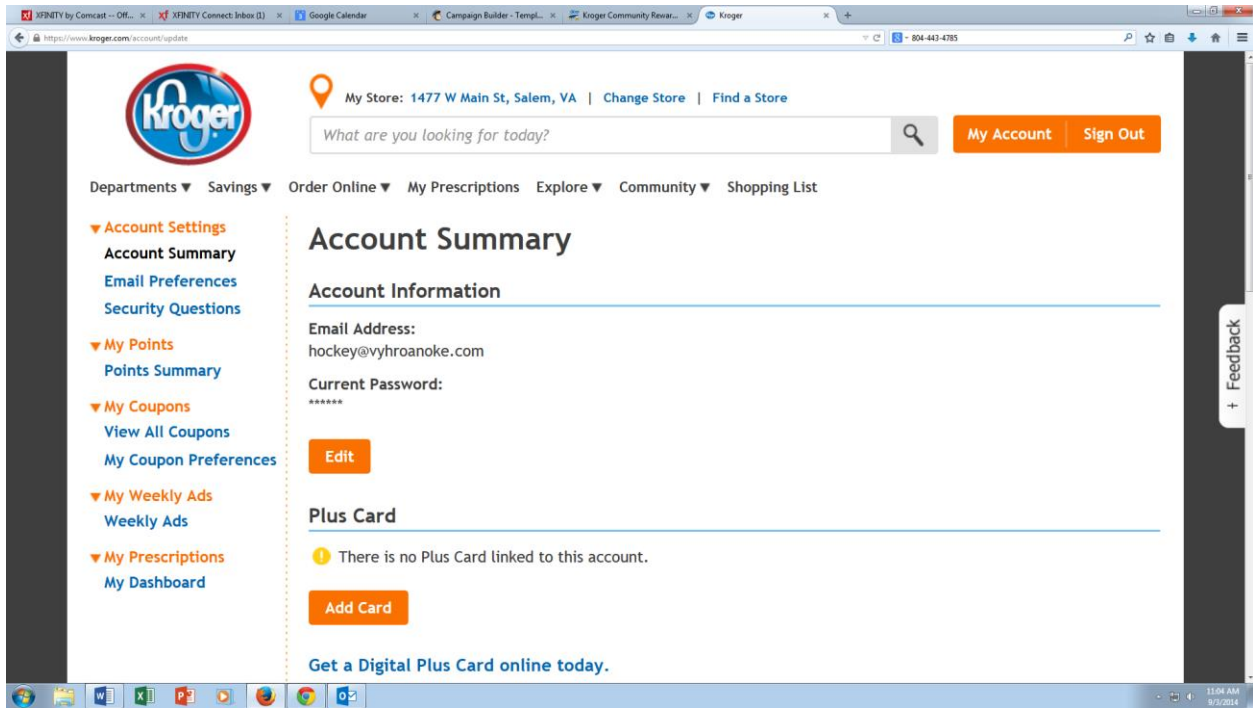 XFINITY by Comcast -- Off... × XFINITY Connect: Inbox (1) × Google Calendar × Campaign Builder - Templ... × Kroger Community Rewar... × Kroger × +
https://www.kroger.com/account/update 804-443-4785
Kroger
My Store: 1477 W Main St, Salem, VA | Change Store | Find a Store
What are you looking for today?
My Account Sign Out
Departments ▼ Savings ▼ Order Online ▼ My Prescriptions Explore ▼ Community ▼ Shopping List
▼ Account Settings
Account Summary
Email Preferences
Security Questions
▼ My Points
Points Summary
▼ My Coupons
View All Coupons
My Coupon Preferences
▼ My Weekly Ads
Weekly Ads
▼ My Prescriptions
My Dashboard
Account Summary
Account Information
Email Address:
hockey@vyhroanoke.com
Current Password:
******
Edit
Plus Card
There is no Plus Card linked to this account.
Add Card
Get a Digital Plus Card online today.
+ Feedback
11:04 AM
9/3/2014